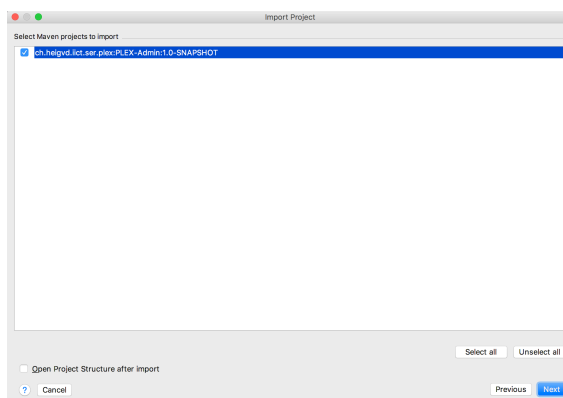 Import Project
Select Maven projects to import
ch.heigvd.iict.ser.plex:PLEX-Admin:1.0-SNAPSHOT
Select all Unselect all
Open Project Structure after import
? Cancel Previous Next